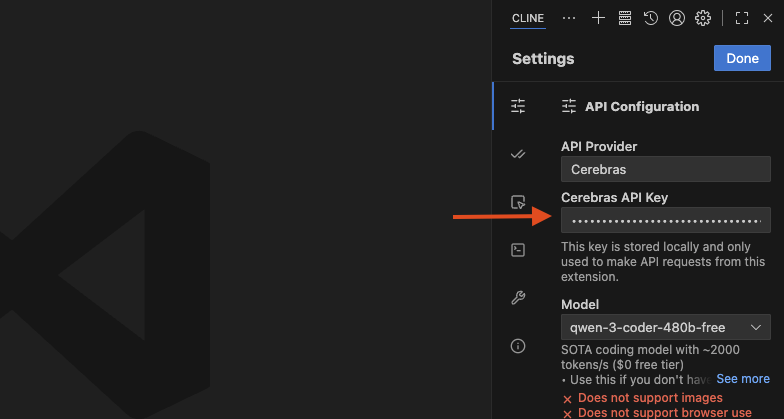 CLINE
Settings
Done
API Configuration
API Provider
Cerebras
Cerebras API Key
••••••••••••••••••••••••••••••••
This key is stored locally and only
used to make API requests from this
extension.
Model
qwen-3-coder-480b-free
SOTA coding model with ~2000
tokens/s ($0 free tier)
• Use this if you don't have
See more
Does not support images
Does not support browser use